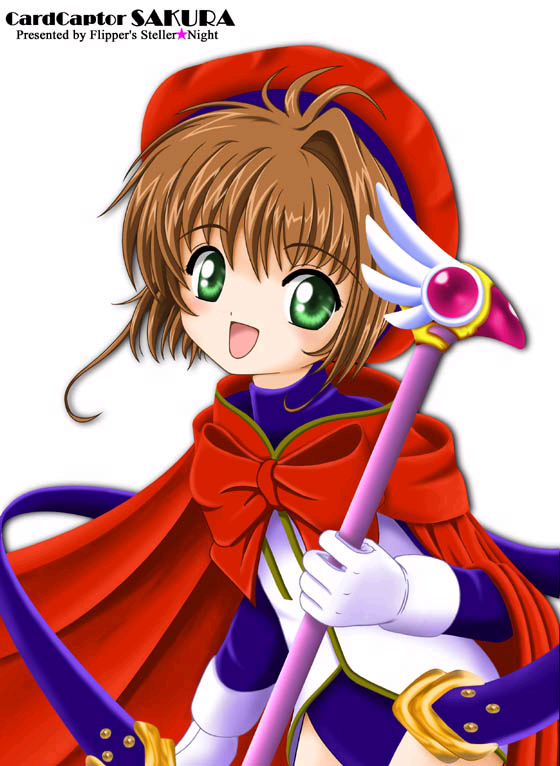 CardCaptor SAKURA
Presented by Flipper's Steller★Night